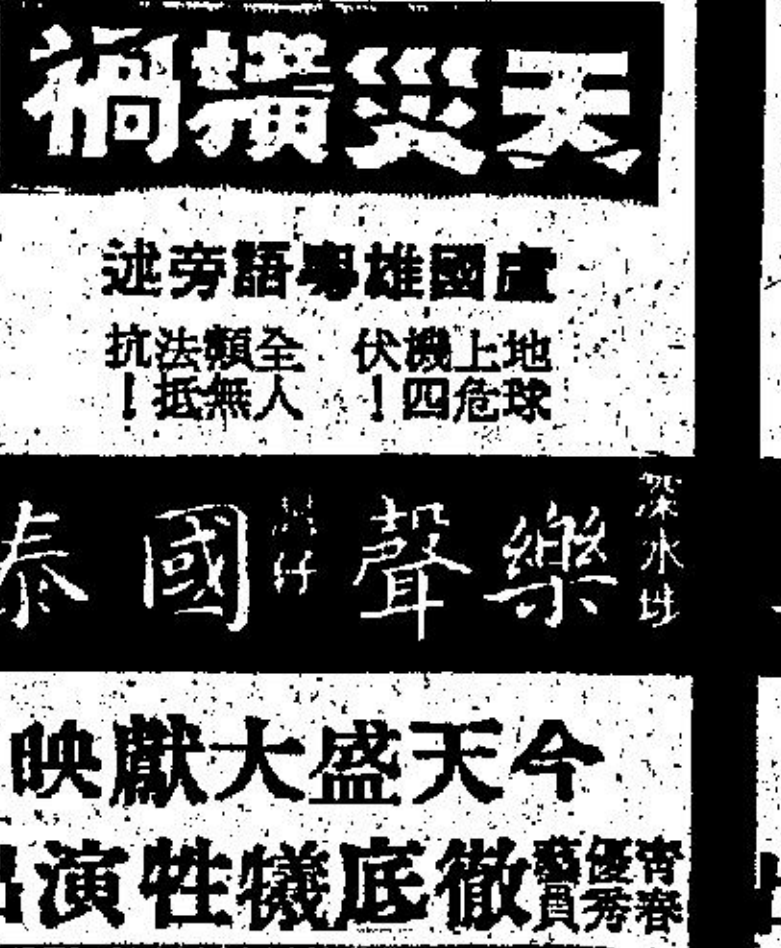 天災橫禍
盧國雄粵語旁述
地球上危機四伏! 全人類無法抵抗!
深水埗 樂聲 灣仔 國泰
今天盛大獻映
青春優秀藝員 徹底犧牲演